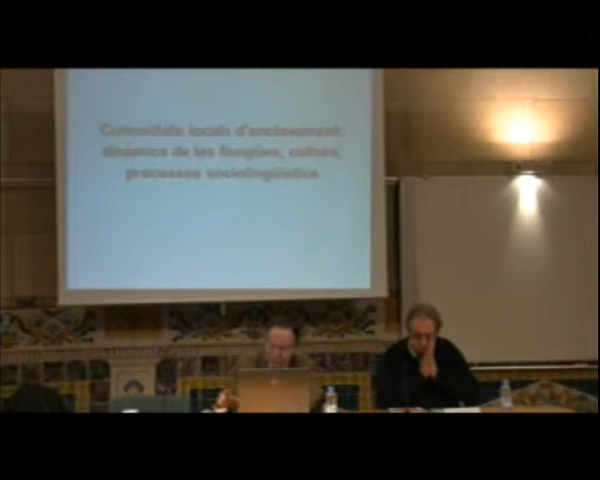 Comunitats locals d'enclavament:
dinàmica de les llengües, cultura,
processos sociolingüístics